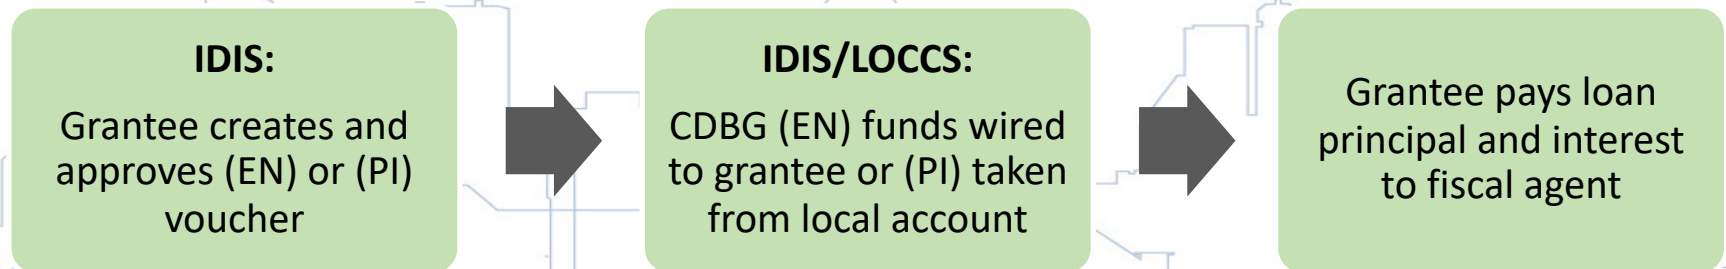 IDIS:
Grantee creates and
approves (EN) or (PI)
voucher
IDIS/LOCCS:
CDBG (EN) funds wired
to grantee or (PI) taken
from local account
Grantee pays loan
principal and interest
to fiscal agent